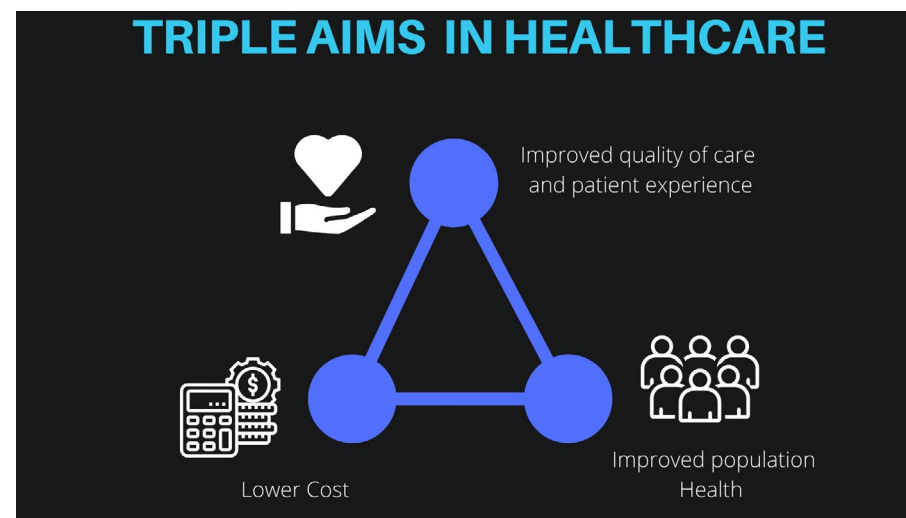 TRIPLE AIMS IN HEALTHCARE
Improved quality of care
and patient experience
$
Lower Cost
Improved population
Health